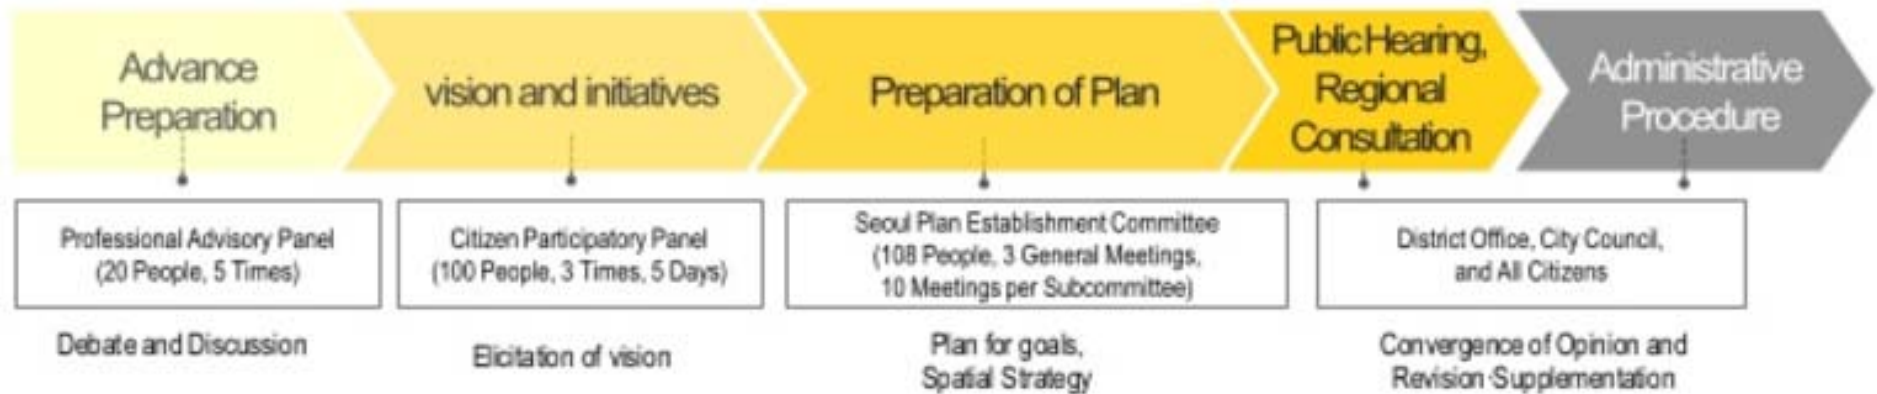 Advance
Preparation
vision and initiatives
Preparation of Plan
Public Hearing,
Regional
Consultation
Administrative
Procedure
Professional Advisory Panel
(20 People, 5 Times)
Citizen Participatory Panel
(100 People, 3 Times, 5 Days)
Seoul Plan Establishment Committee
(108 People, 3 General Meetings,
10 Meetings per Subcommittee)
District Office, City Council,
and All Citizens
Debate and Discussion
Elicitation of vision
Plan for goals,
Spatial Strategy
Convergence of Opinion and
Revision·Supplementation